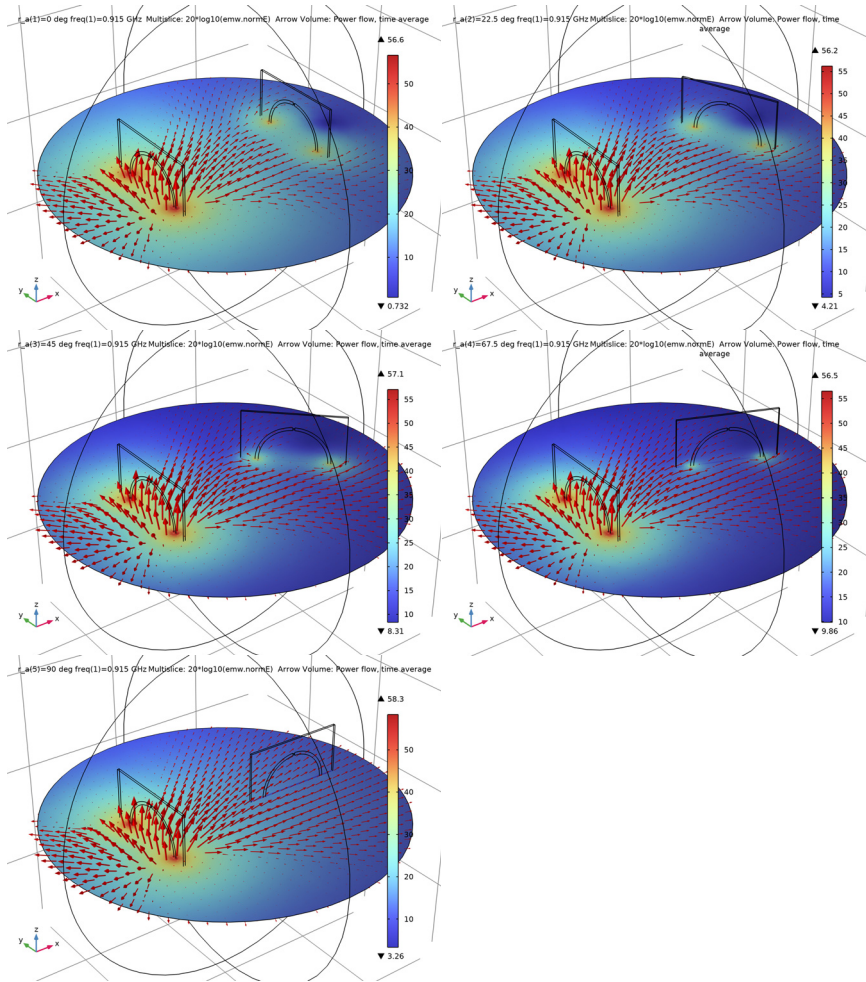 r_a(1)=0 deg freq(1)=0.915 GHz Multislice: 20*log10(emw.normE) Arrow Volume: Power flow, time average
▲ 56.6
50
40
30
20
10
▼ 0.732
z
y
x
r_a(2)=22.5 deg freq(1)=0.915 GHz Multislice: 20*log10(emw.normE) Arrow Volume: Power flow, time
average
▲ 56.2
55
50
45
40
35
30
25
20
15
10
5
▼ 4.21
z
y
x
r_a(3)=45 deg freq(1)=0.915 GHz Multislice: 20*log10(emw.normE) Arrow Volume: Power flow, time average
▲ 57.1
55
50
45
40
35
30
25
20
15
10
▼ 8.31
z
y
x
r_a(4)=67.5 deg freq(1)=0.915 GHz Multislice: 20*log10(emw.normE) Arrow Volume: Power flow, time
average
▲ 56.5
55
50
45
40
35
30
25
20
15
10
▼ 9.86
z
y
x
r_a(5)=90 deg freq(1)=0.915 GHz Multislice: 20*log10(emw.normE) Arrow Volume: Power flow, time average
▲ 58.3
50
40
30
20
10
▼ 3.26
z
y
x